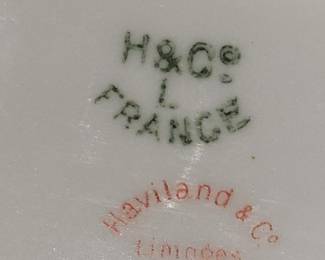 H & Co
L
FRANCE
Haviland & Co
Limoges